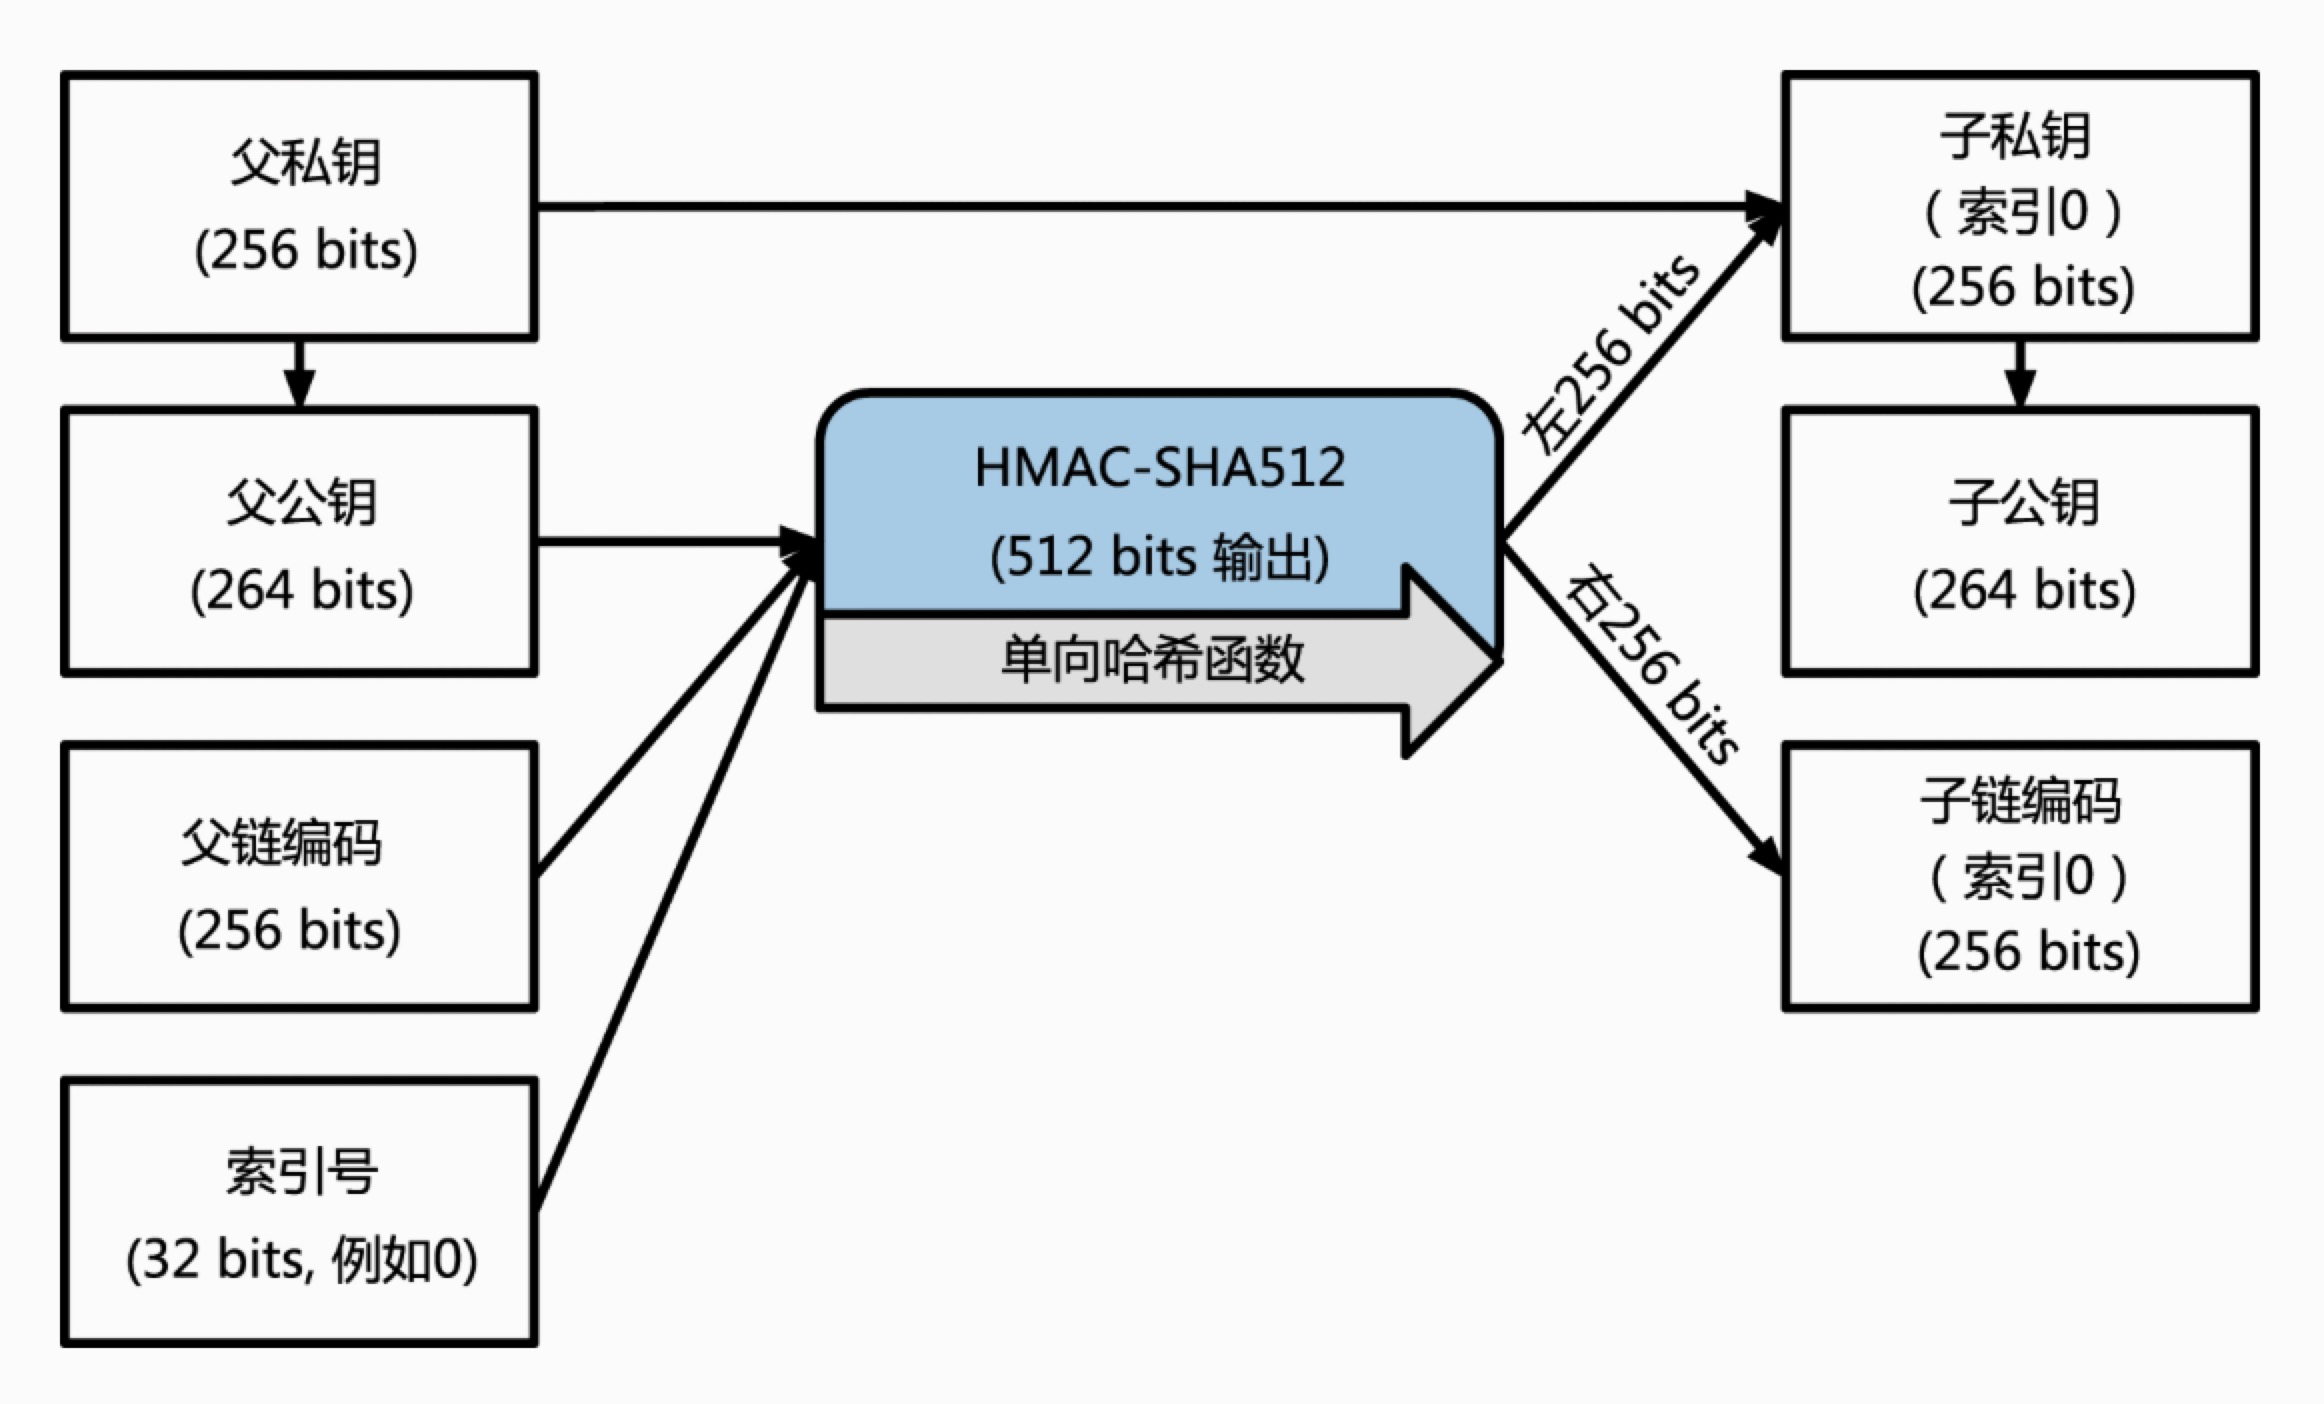 父私钥
(256 bits)
父公钥
(264 bits)
父链编码
(256 bits)
索引号
(32 bits, 例如0)
HMAC-SHA512
(512 bits 输出)
单向哈希函数
左256 bits
右256 bits
子私钥
（ 索引0 ）
(256 bits)
子公钥
(264 bits)
子链编码
（ 索引0 ）
(256 bits)